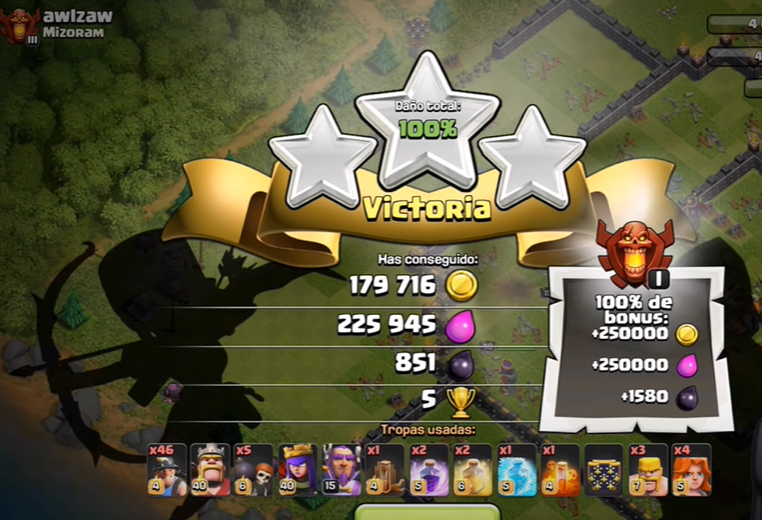 awlzaw
Mizoram
III
Daño total:
100%
Victoria
Has conseguido:
179 716
225 945
851
5
I
100% de
bonus:
+250000
+250000
+1580
Tropas usadas:
x46 x5 x1 x2 x2 x1 x1 x3 x4
4 40 6 40 15 4 5 6 5 4 7 5